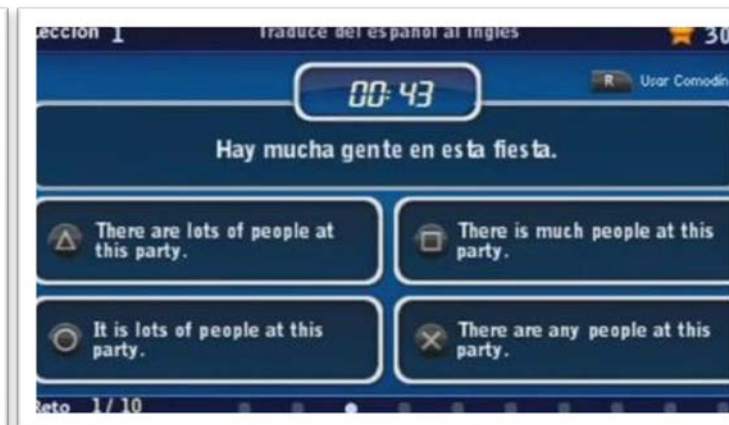 Lección 1 Traduce del español al inglés 30
00:43
R Usar Comodín
Hay mucha gente en esta fiesta.
There are lots of people at
this party.
There is much people at this
party.
It is lots of people at this
party.
There are any people at this
party.
Reto 1/10